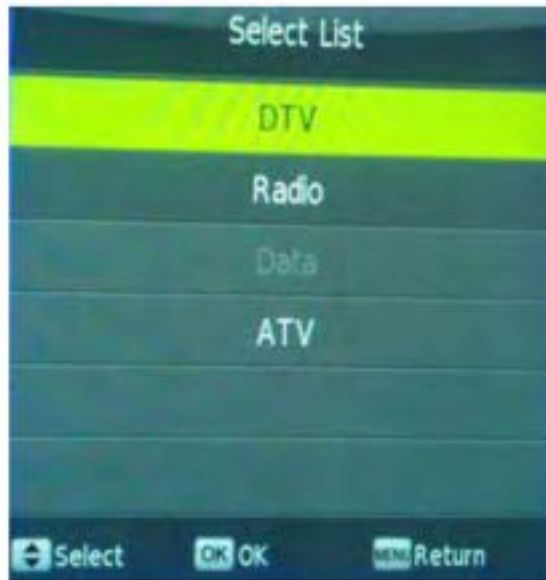 Select List
DTV
Radio
Data
ATV
Select OK OK MENU Return